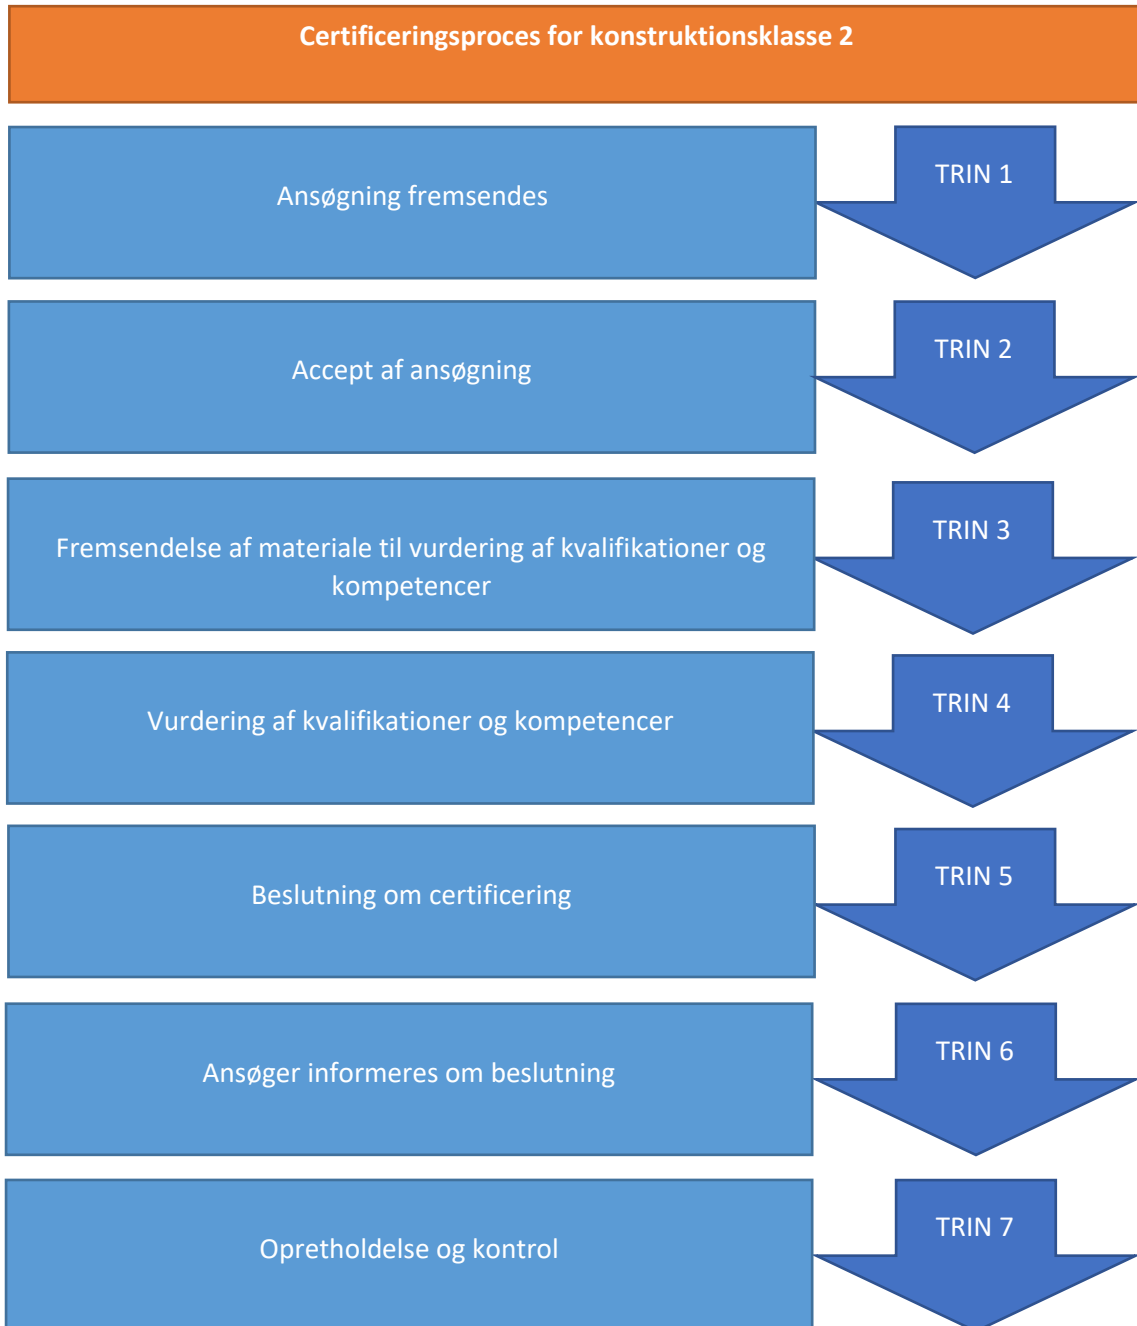 Certificeringsproces for konstruktionsklasse 2
Ansøgning fremsendes
TRIN 1
Accept af ansøgning
TRIN 2
Fremsendelse af materiale til vurdering af kvalifikationer og
kompetencer
TRIN 3
Vurdering af kvalifikationer og kompetencer
TRIN 4
Beslutning om certificering
TRIN 5
Ansøger informeres om beslutning
TRIN 6
Opretholdelse og kontrol
TRIN 7